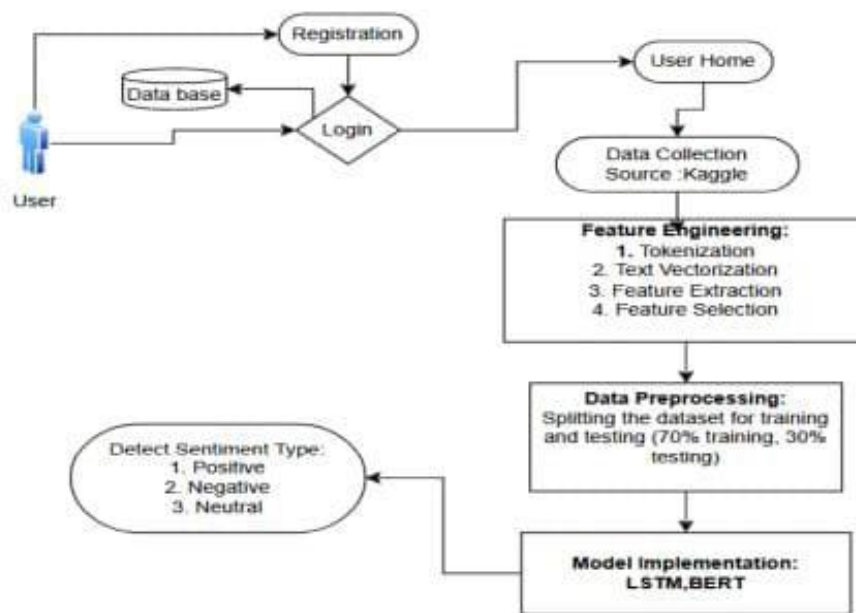 Registration
User Home
Data base
Login
User
Data Collection
Source :Kaggle
Feature Engineering:
1. Tokenization
2. Text Vectorization
3. Feature Extraction
4. Feature Selection
Data Preprocessing:
Splitting the dataset for training
and testing (70% training, 30%
testing)
Detect Sentiment Type:
1. Positive
2. Negative
3. Neutral
Model Implementation:
LSTM,BERT